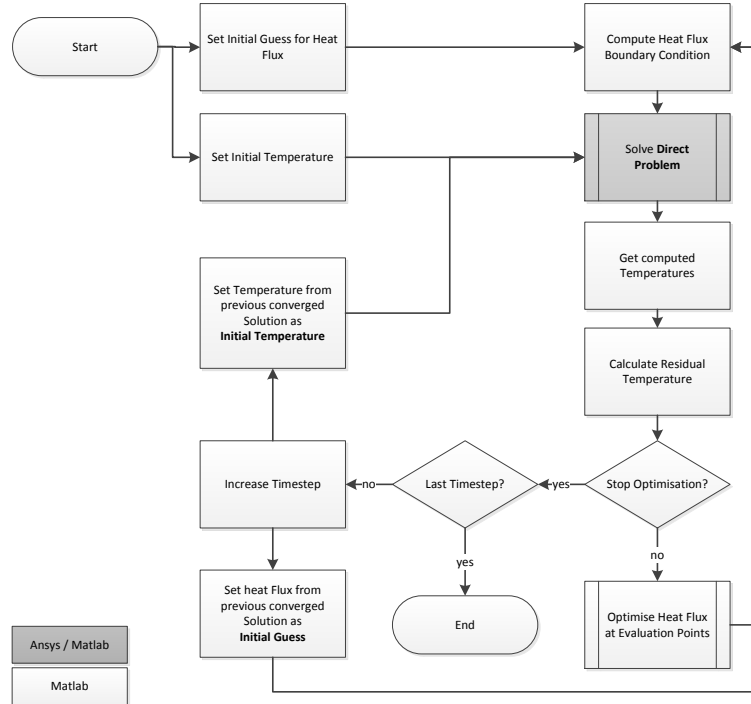 Start
Set Initial Guess for Heat
Flux
Compute Heat Flux
Boundary Condition
Set Initial Temperature
Solve Direct
Problem
Get computed
Temperatures
Set Temperature from
previous converged
Solution as
Initial Temperature
Calculate Residual
Temperature
Increase Timestep
no
Last Timestep?
yes
Stop Optimisation?
yes
no
Set heat Flux from
previous converged
Solution as
Initial Guess
End
Optimise Heat Flux
at Evaluation Points
Ansys / Matlab
Matlab